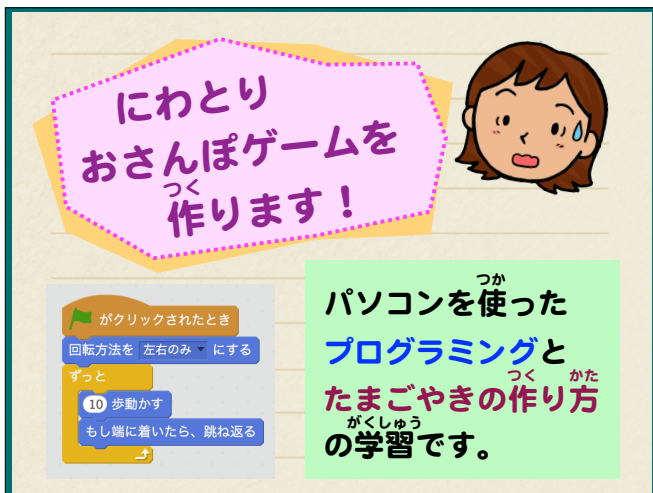 にわとり
おさんぽゲームを
つく
作ります！
がクリックされたとき
回転方法を 左右のみ にする
ずっと
10 歩動かす
もし端に着いたら、跳ね返る
つか
パソコンを使った
プログラミングと
つく かた
たまごやきの作り方
がくしゅう
の学習です。